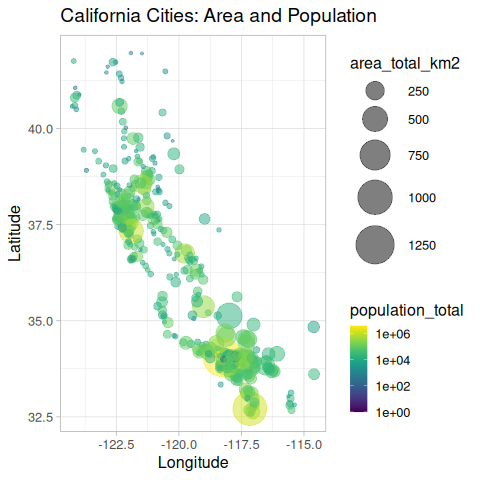 California Cities: Area and Population
Latitude
40.0
37.5
35.0
32.5
-122.5
-120.0
-117.5
-115.0
Longitude
area_total_km2
250
500
750
1000
1250
population_total
1e+06
1e+04
1e+02
1e+00